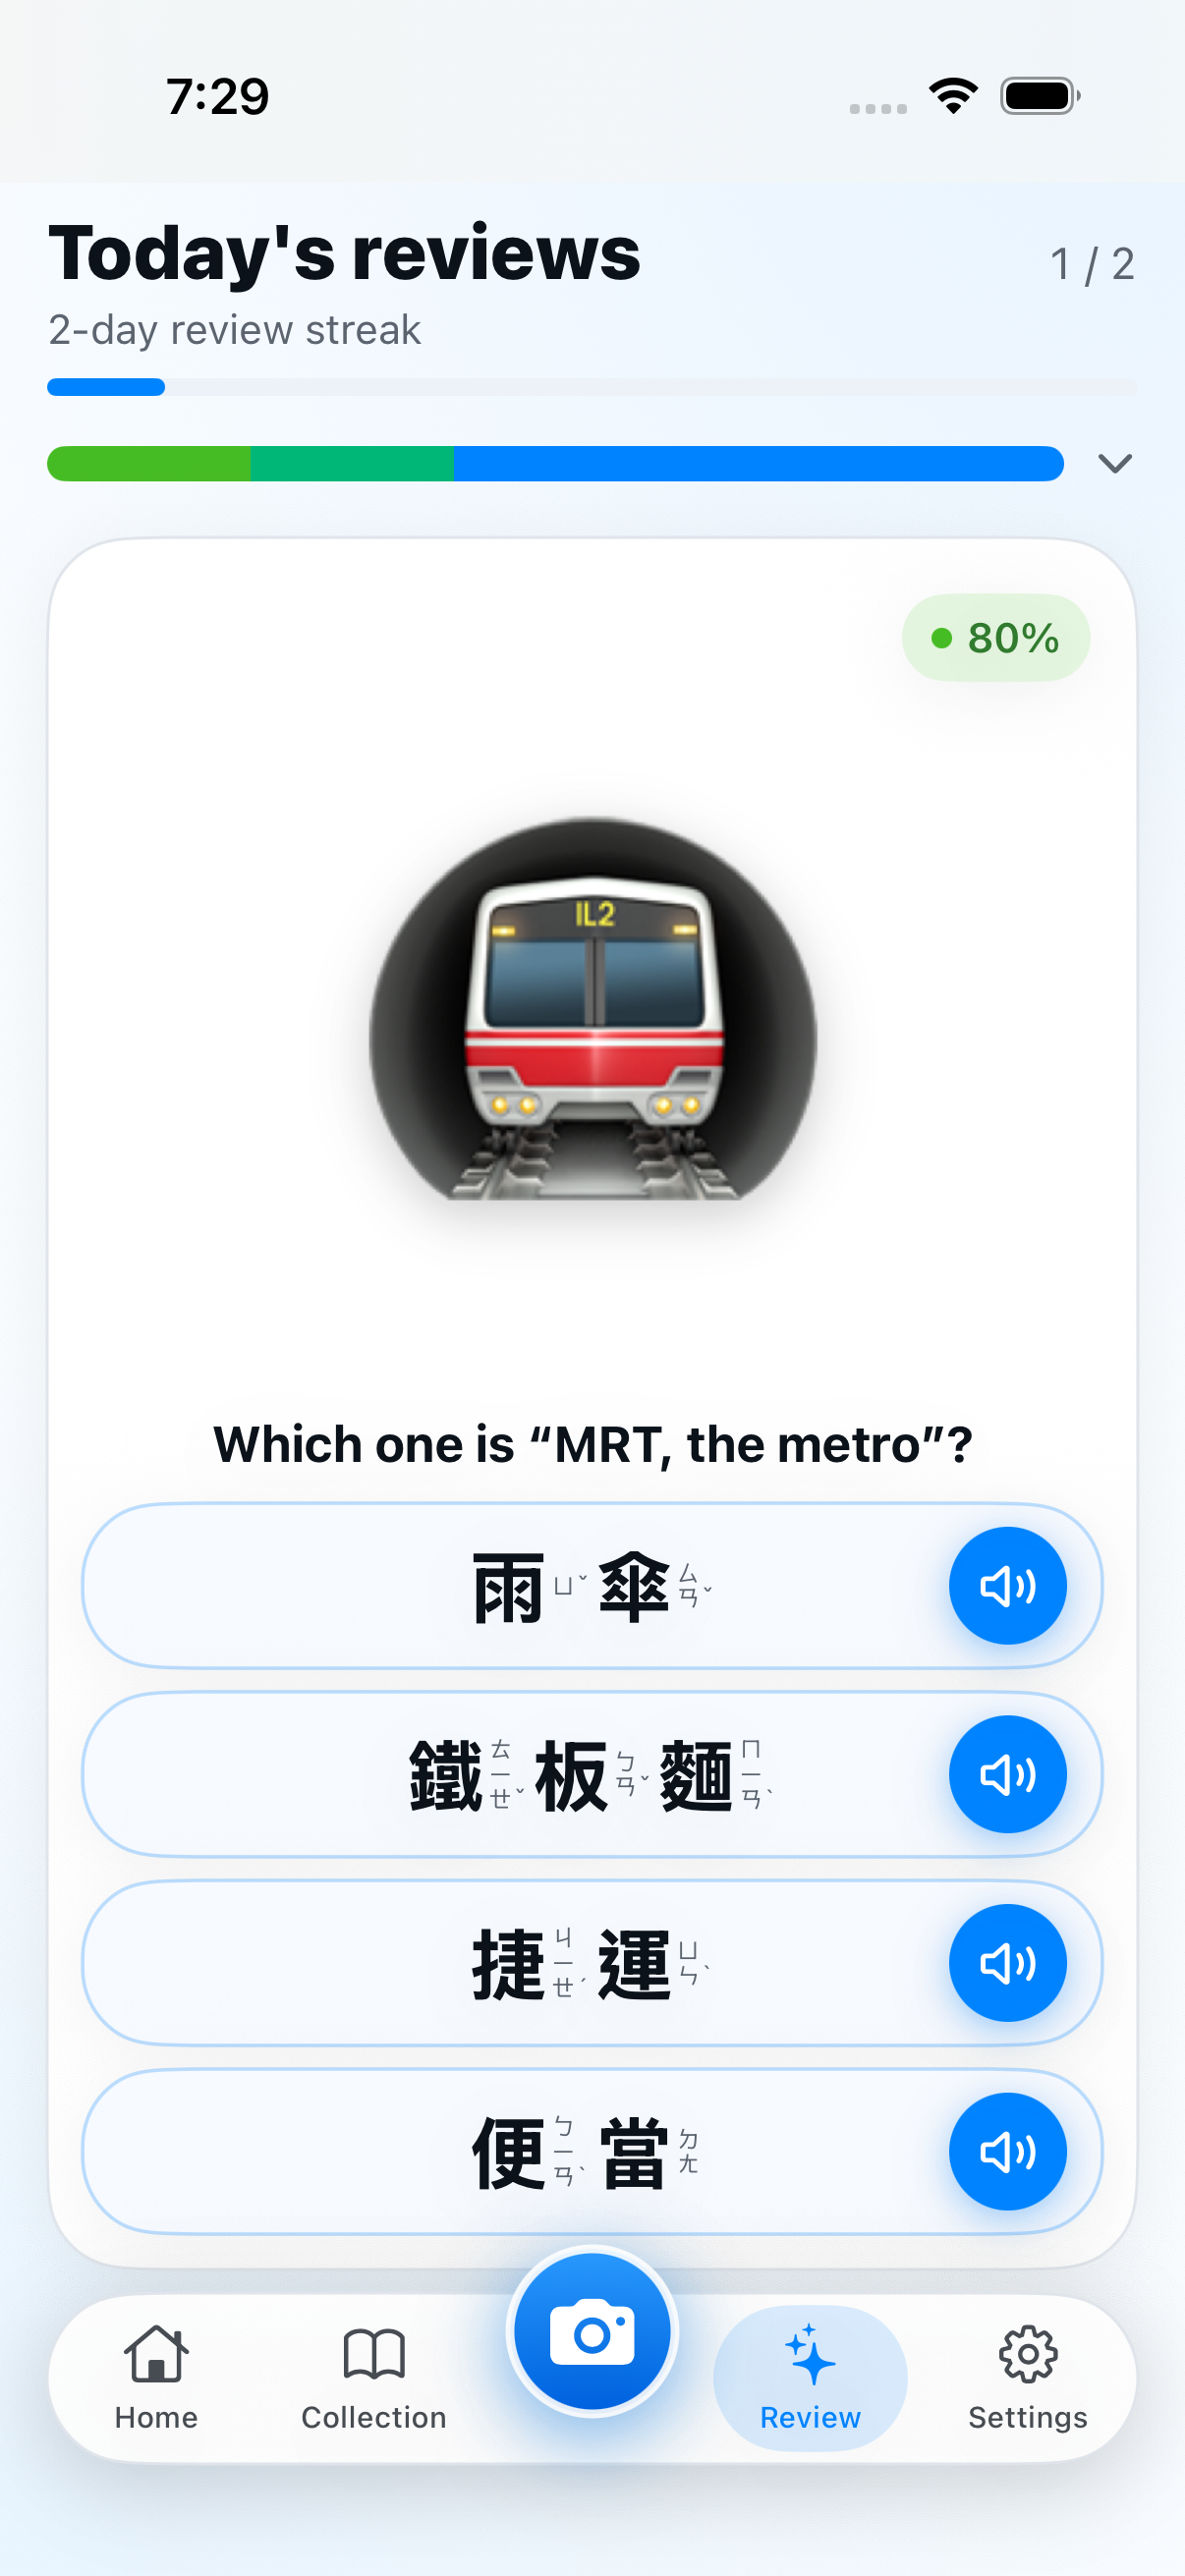 7:29
Today's reviews
1 / 2
2-day review streak
80%
IL2
Which one is “MRT, the metro”?
雨ㄩˇ傘ㄙㄢˇ
鐵ㄊㄧㄝˇ板ㄅㄢˇ麵ㄇㄧㄢˋ
捷ㄐㄧㄝˊ運ㄩㄣˋ
便ㄅㄧㄢˋ當ㄉㄤ
Home
Collection
Review
Settings